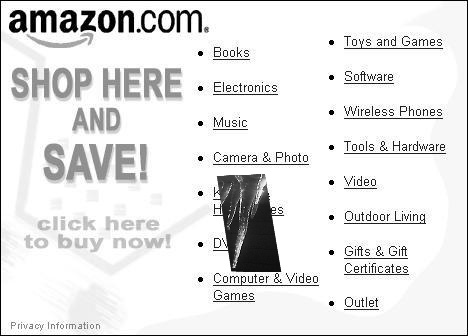 amazon.com.
SHOP HERE
AND
SAVE!
click here
to buy now!
Books
Electronics
Music
Camera & Photo
Computer & Video
Games
Toys and Games
Software
Wireless Phones
Tools & Hardware
Video
Outdoor Living
Gifts & Gift
Certificates
Outlet
Privacy Information